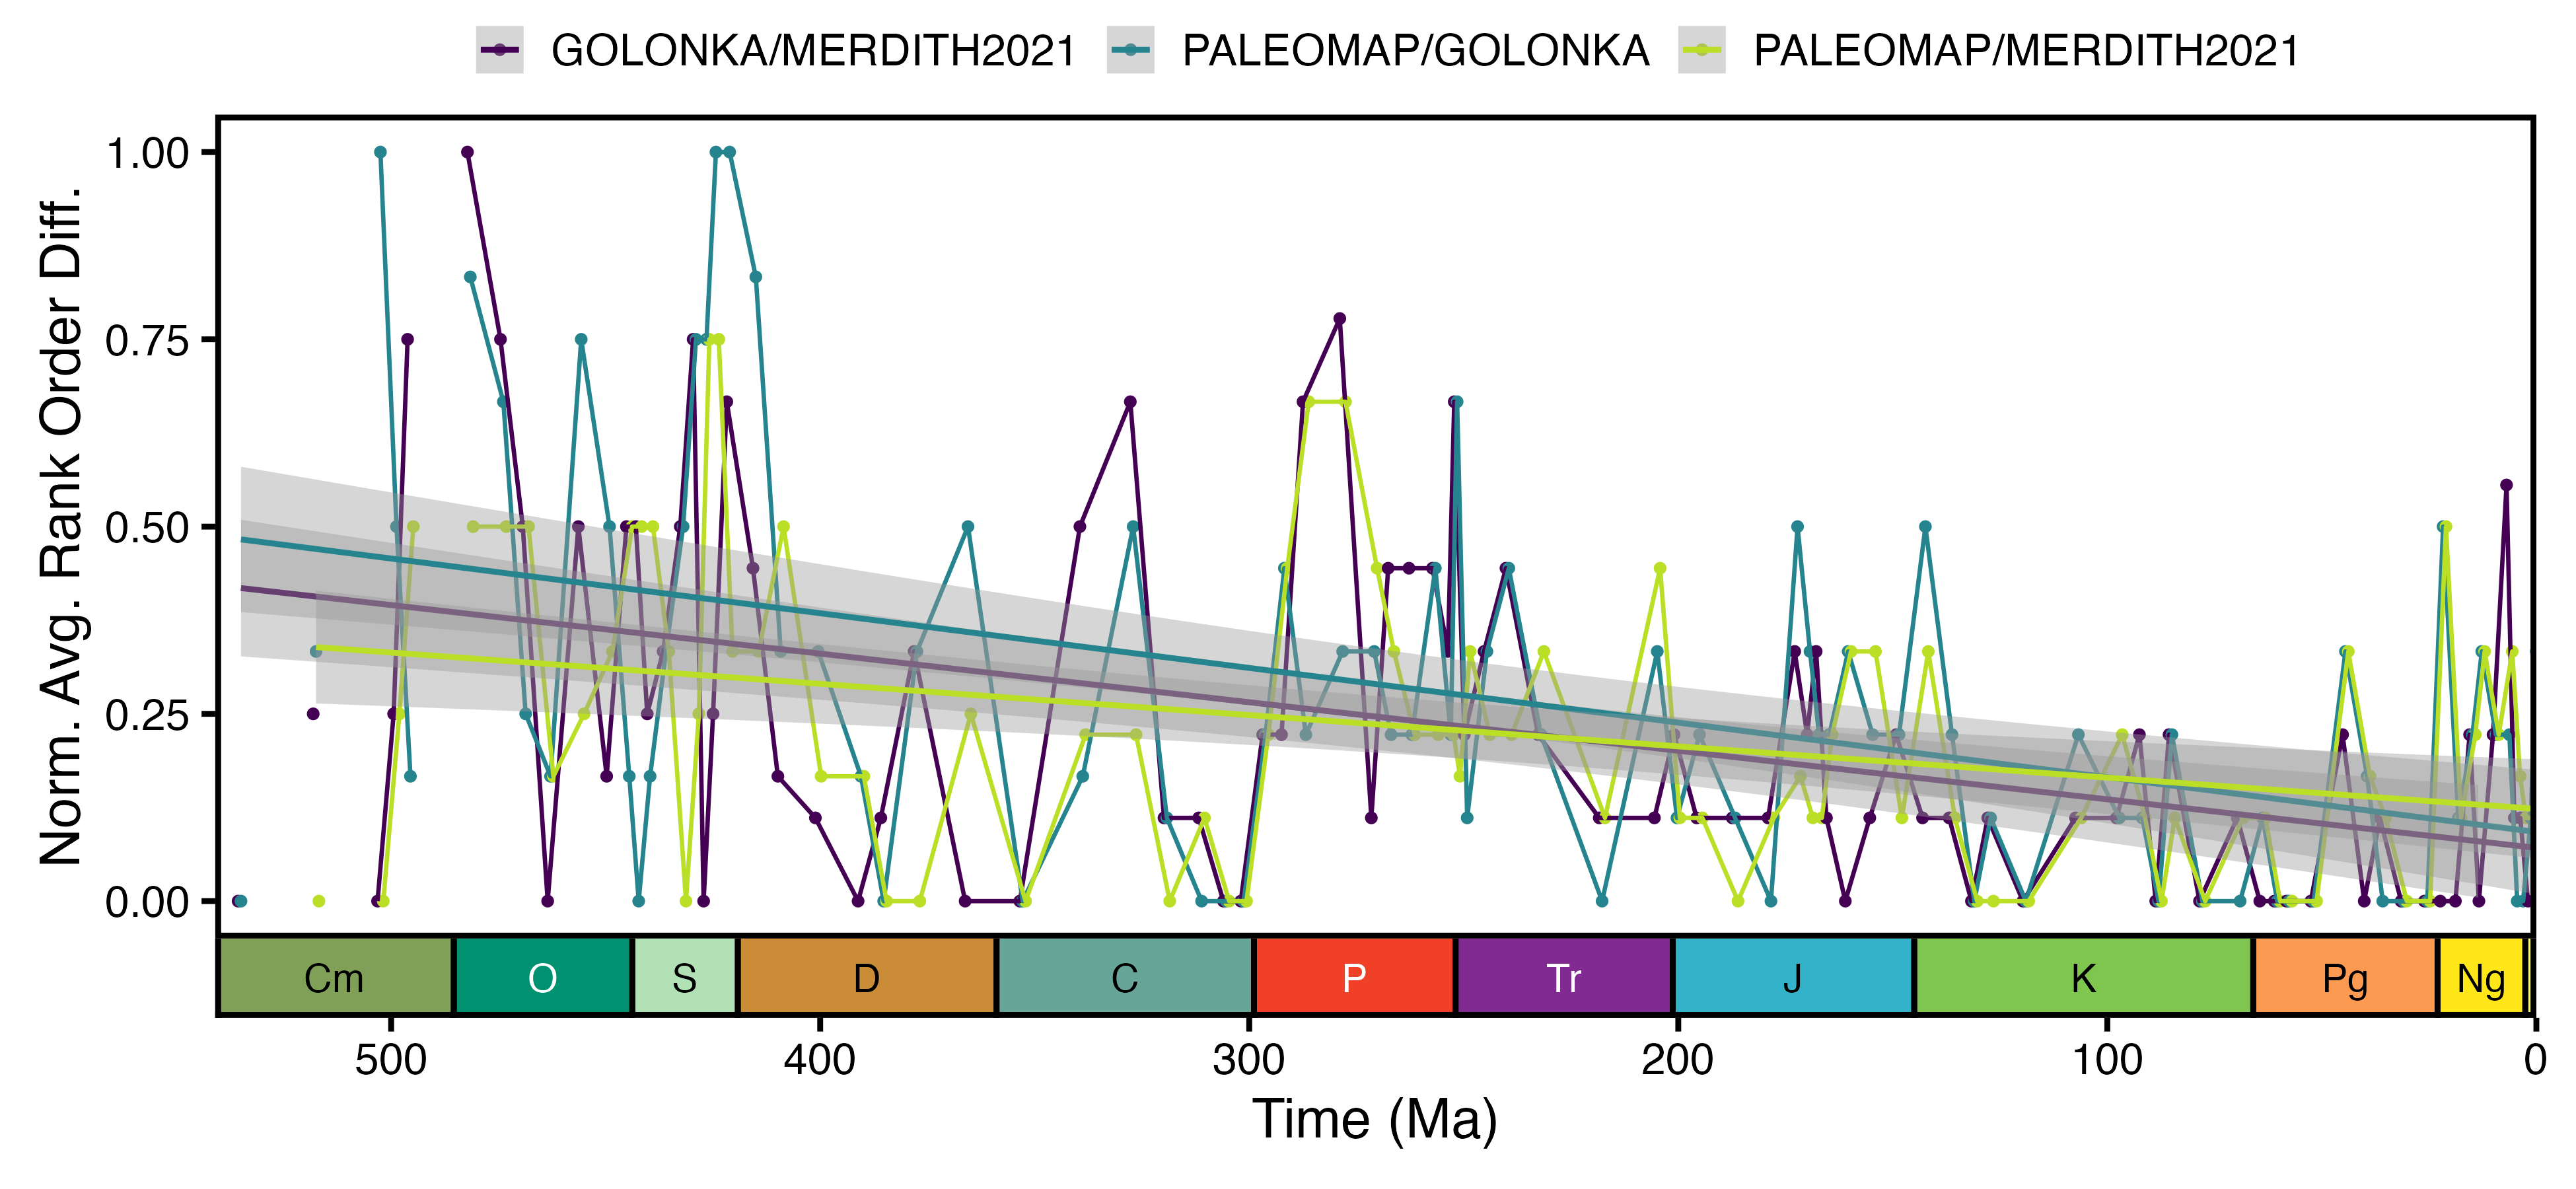 GOLONKA/MERDITH2021 PALEOMAP/GOLONKA PALEOMAP/MERDITH2021
Norm. Avg. Rank Order Diff.
1.00
0.75
0.50
0.25
0.00
Cm O S D C P Tr J K Pg Ng
500 400 300 200 100 0
Time (Ma)